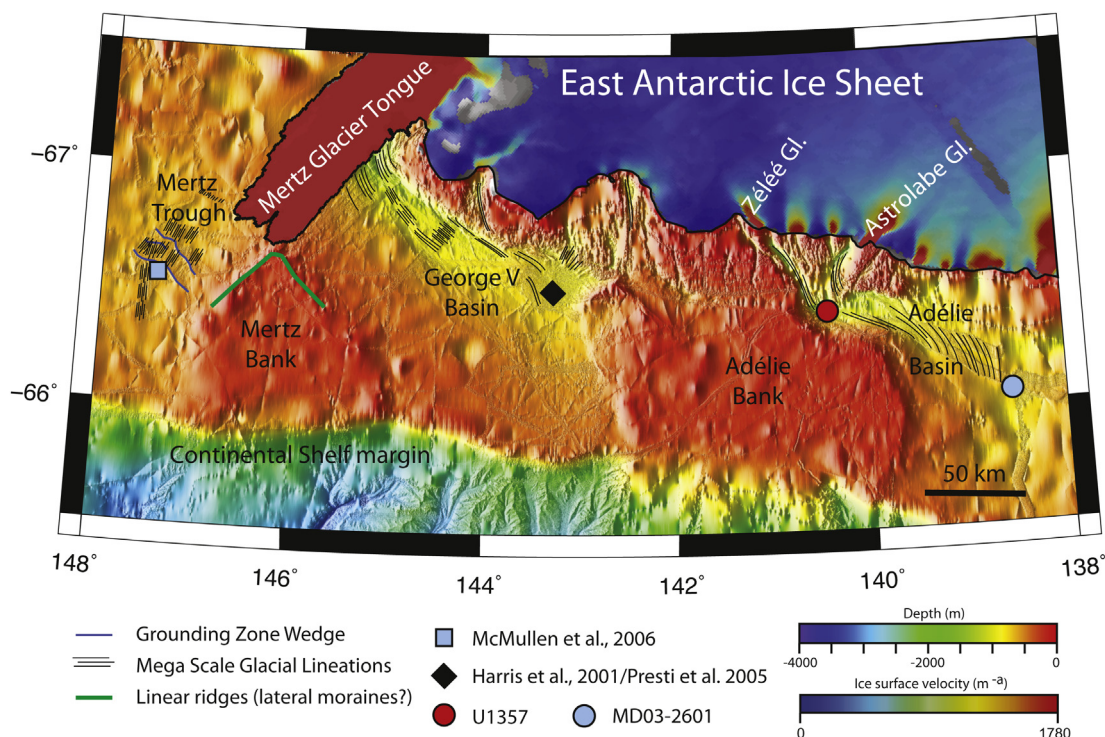 East Antarctic Ice Sheet
Mertz Glacier Tongue
Zéléé Gl.
Astrolabe Gl.
−67˚
Mertz
Trough
George V
Basin
Adélie
Mertz
Bank
Adélie
Bank
Basin
−66˚
Continental Shelf margin
50 km
148˚
146˚
144˚
142˚
140˚
138˚
Grounding Zone Wedge
Mega Scale Glacial Lineations
Linear ridges (lateral moraines?)
McMullen et al., 2006
Harris et al., 2001/Presti et al. 2005
U1357
MD03-2601
Depth (m)
-4000
-2000
0
Ice surface velocity (m -a)
0
1780